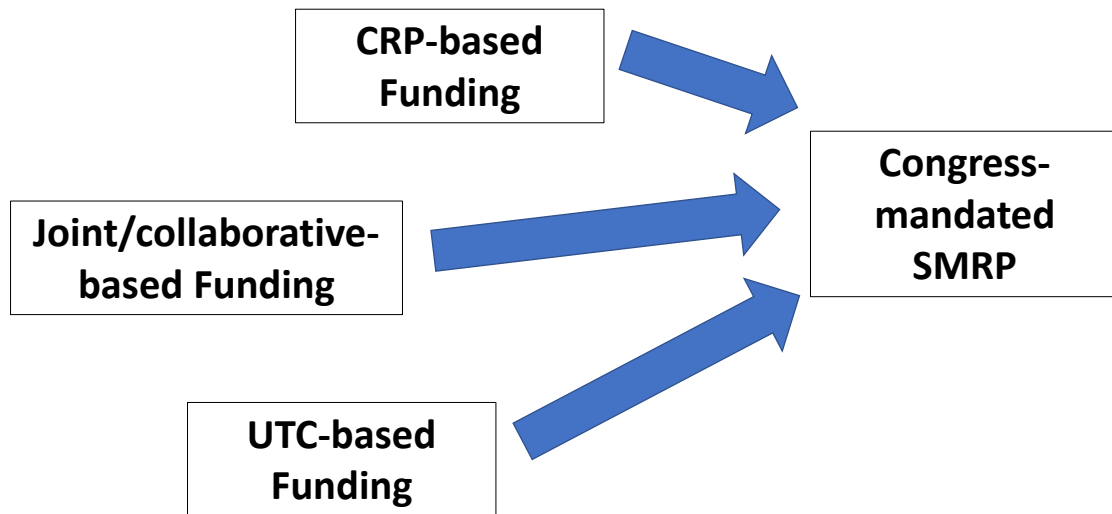 CRP-based
Funding
Joint/collaborative-
based Funding
UTC-based
Funding
Congress-
mandated
SMRP